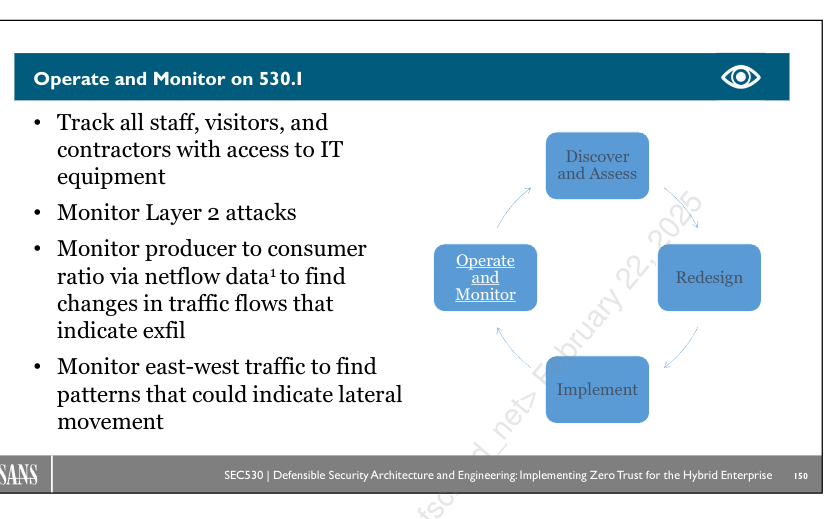 Operate and Monitor on 530.1
• Track all staff, visitors, and
contractors with access to IT
equipment
• Monitor Layer 2 attacks
• Monitor producer to consumer
ratio via netflow data¹ to find
changes in traffic flows that
indicate exfil
• Monitor east-west traffic to find
patterns that could indicate lateral
movement
Discover
and Assess
Redesign
Implement
Operate
and
Monitor
February 22, 2025
SANS
SEC530 | Defensible Security Architecture and Engineering: Implementing Zero Trust for the Hybrid Enterprise
150